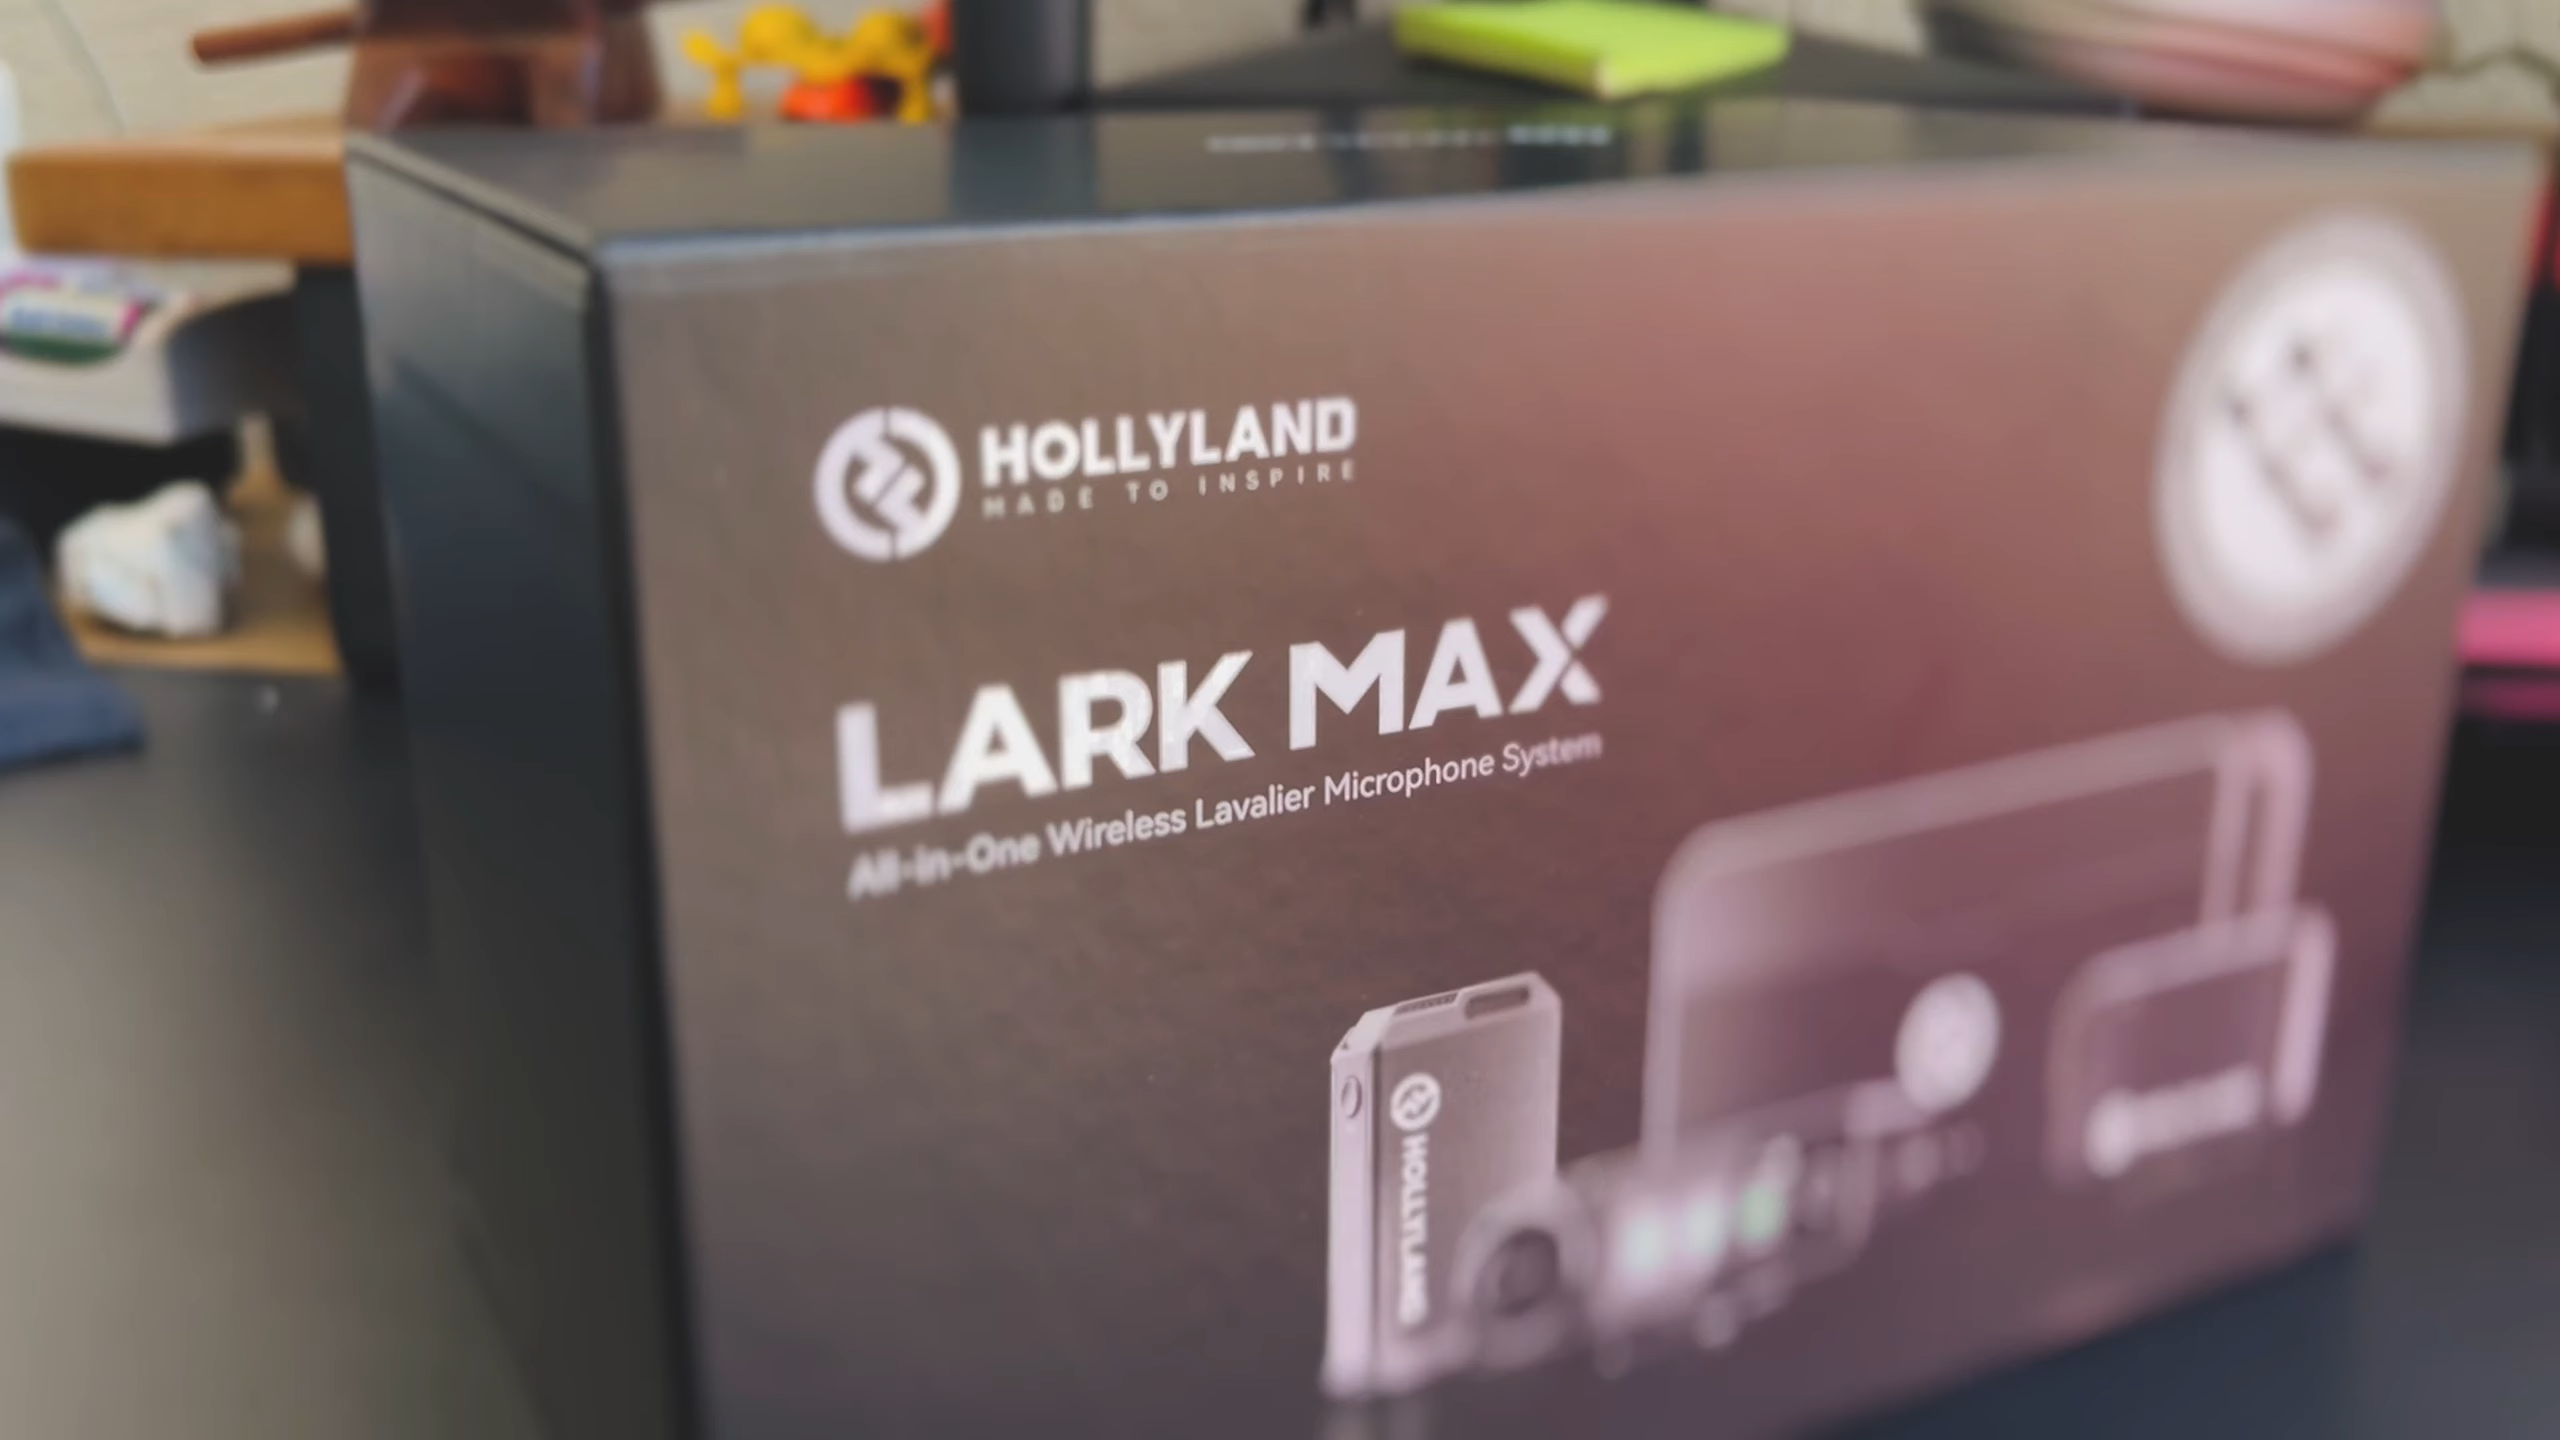 HOLLYLAND
MADE TO INSPIRE
LARK MAX
All-in-One Wireless Lavalier Microphone System
HOLLYLAND